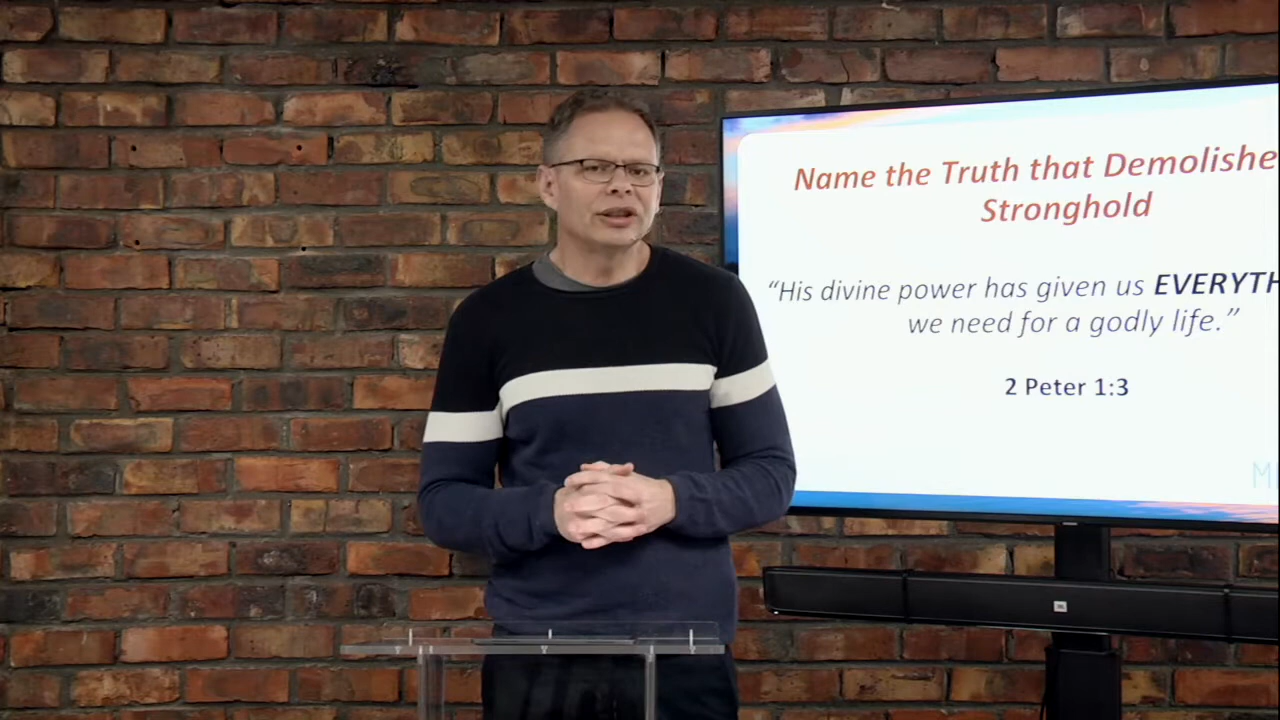 Name the Truth that Demolishe
Stronghold
“His divine power has given us EVERYTH
we need for a godly life.”
2 Peter 1:3
M
JBL